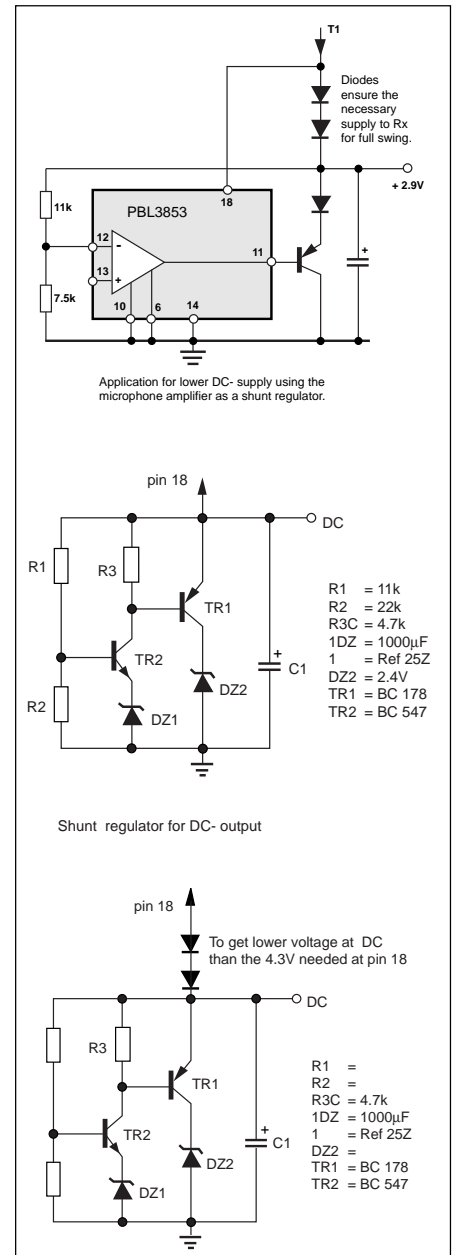 T1
Diodes
ensure the
necessary
supply to Rx
for full swing.
+ 2.9V
11k
PBL3853
18
12
-
11
+
13
+
7.5k
10
6
14
Application for lower DC- supply using the
microphone amplifier as a shunt regulator.
pin 18
DC
R1
R3
TR1
TR2
+
C1
DZ2
R2
DZ1
R1 = 11k
R2 = 22k
R3C = 4.7k
1DZ = 1000µF
1 = Ref 25Z
DZ2 = 2.4V
TR1 = BC 178
TR2 = BC 547
Shunt regulator for DC- output
pin 18
To get lower voltage at DC
than the 4.3V needed at pin 18
DC
R3
TR1
TR2
+
C1
DZ2
DZ1
R1 =
R2 =
R3C = 4.7k
1DZ = 1000µF
1 = Ref 25Z
DZ2 =
TR1 = BC 178
TR2 = BC 547